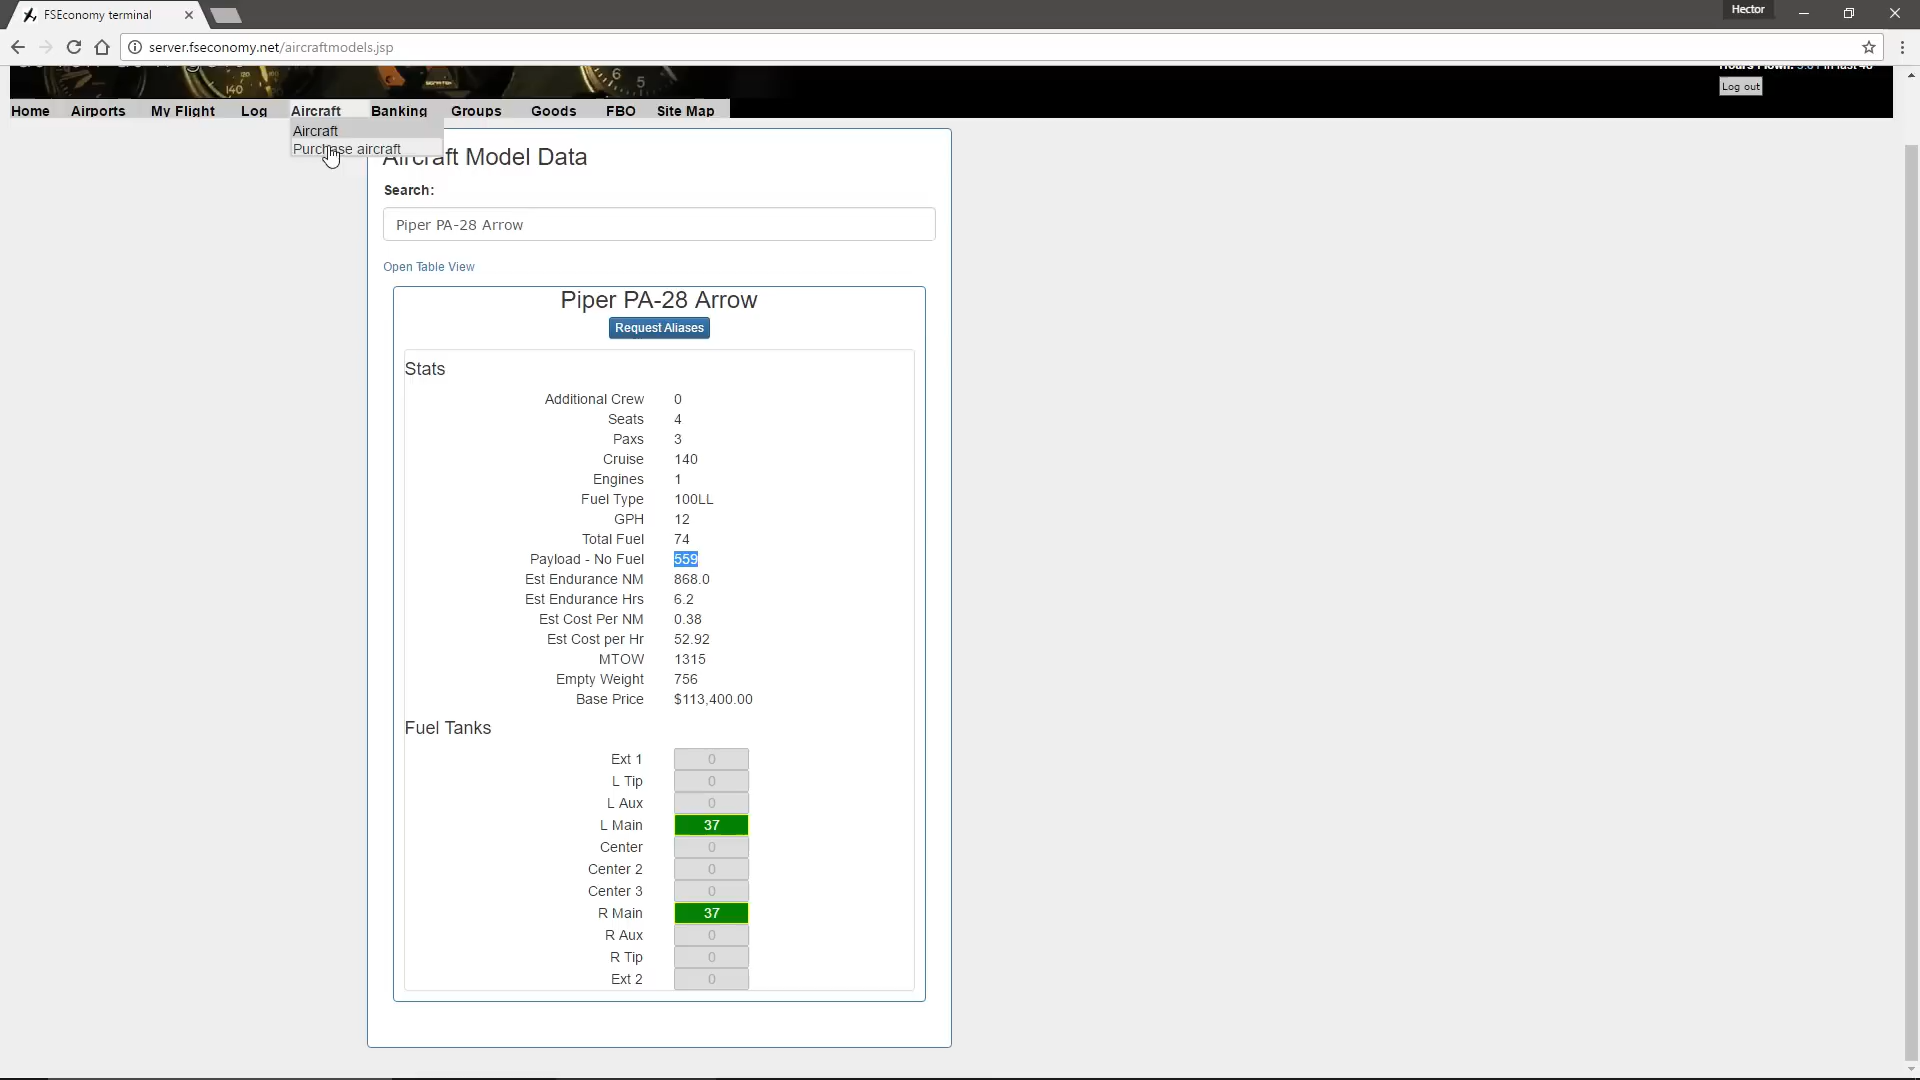 FSEconomy terminal
Hector
server.fseconomy.net/aircraftmodels.jsp
Log out
Home Airports My Flight Log Aircraft Banking Groups Goods FBO Site Map
Aircraft
Purchase aircraft
Aircraft Model Data
Search:
Piper PA-28 Arrow
Open Table View
Piper PA-28 Arrow
Request Aliases
Stats
Additional Crew 0
Seats 4
Paxs 3
Cruise 140
Engines 1
Fuel Type 100LL
GPH 12
Total Fuel 74
Payload - No Fuel 559
Est Endurance NM 868.0
Est Endurance Hrs 6.2
Est Cost Per NM 0.38
Est Cost per Hr 52.92
MTOW 1315
Empty Weight 756
Base Price $113,400.00
Fuel Tanks
Ext 1 0
L Tip 0
L Aux 0
L Main 37
Center 0
Center 2 0
Center 3 0
R Main 37
R Aux 0
R Tip 0
Ext 2 0